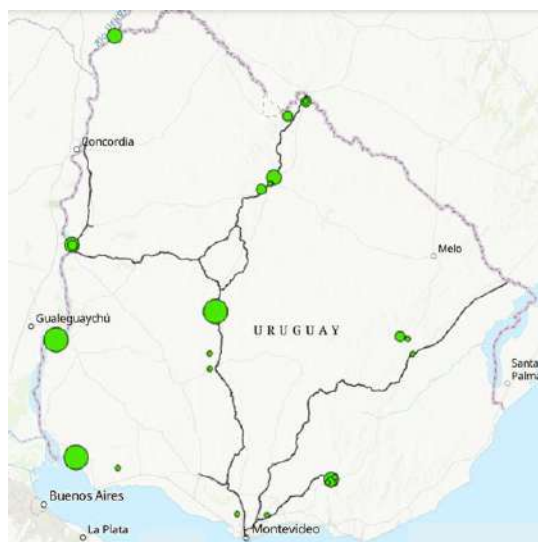 Concordia
Melo
Gualeguaychú
URUGUAY
Santa
Palma
Buenos Aires
La Plata
Montevideo